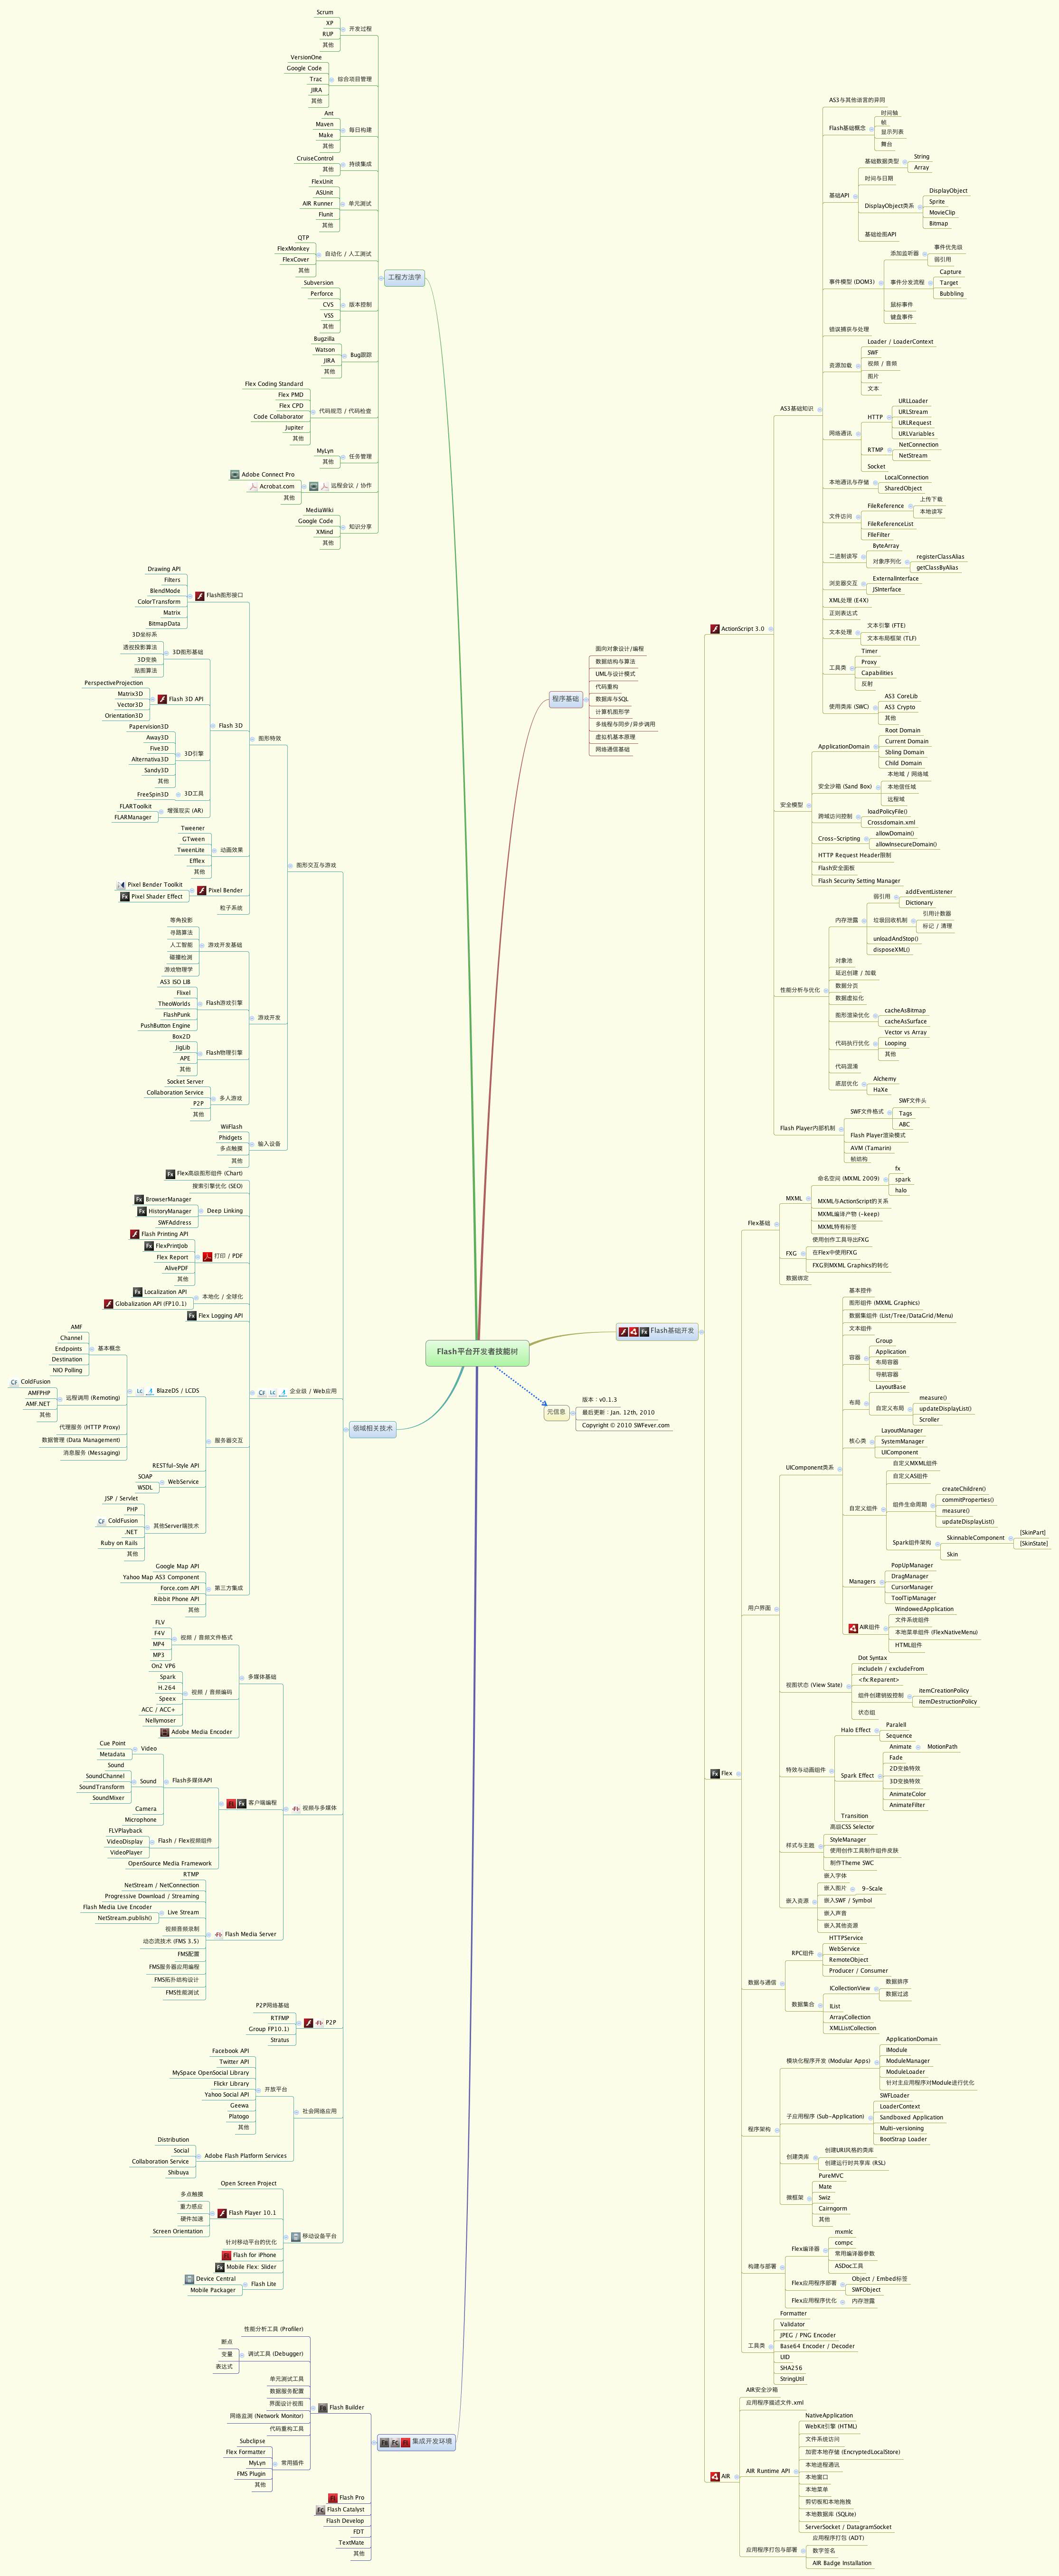 Scrum
XP
RUP
其他
开发过程
VersionOne
Google Code
Trac
JIRA
其他
综合项目管理
Ant
Maven
Make
其他
每日构建
CruiseControl
其他
持续集成
FlexUnit
ASUnit
AIR Runner
Flunit
其他
单元测试
QTP
FlexMonkey
FlexCover
其他
自动化 / 人工测试
工程方法学
Subversion
Perforce
CVS
VSS
其他
版本控制
Bugzilla
Watson
JIRA
其他
Bug跟踪
Flex Coding Standard
Flex PMD
Flex CPD
Code Collaborator
Jupiter
其他
代码规范 / 代码检查
MyLyn
其他
任务管理
Adobe Connect Pro
Acrobat.com
其他
远程会议 / 协作
MediaWiki
Google Code
XMind
其他
知识分享
Drawing API
Filters
BlendMode
ColorTransform
Matrix
BitmapData
Flash图形接口
3D坐标系
透视投影算法
3D变换
贴图算法
3D图形基础
PerspectiveProjection
Matrix3D
Vector3D
Orientation3D
Flash 3D API
Flash 3D
Papervision3D
Away3D
Five3D
Alternativa3D
Sandy3D
其他
3D引擎
图形特效
FreeSpin3D
3D工具
FLARToolkit
FLARManager
增强现实 (AR)
Tweener
GTween
TweenLite
Efflex
其他
动画效果
图形交互与游戏
Pixel Bender Toolkit
Pixel Shader Effect
Pixel Bender
粒子系统
等角投影
寻路算法
人工智能
碰撞检测
游戏物理学
游戏开发基础
AS3 ISO LIB
Flixel
TheoWorlds
FlashPunk
PushButton Engine
Flash游戏引擎
游戏开发
Box2D
JigLib
APE
其他
Flash物理引擎
Socket Server
Collaboration Service
P2P
其他
多人游戏
WiiFlash
Phidgets
多点触摸
其他
输入设备
Flex高级图形组件 (Chart)
搜索引擎优化 (SEO)
BrowserManager
HistoryManager
SWFAddress
Deep Linking
Flash Printing API
FlexPrintJob
Flex Report
AlivePDF
其他
打印 / PDF
Localization API
Globalization API (FP10.1)
本地化 / 全球化
Flex Logging API
AMF
Channel
Endpoints
Destination
NIO Polling
基本概念
ColdFusion
AMFPHP
AMF.NET
其他
远程调用 (Remoting)
BlazeDS / LCDS
企业级 / Web应用
代理服务 (HTTP Proxy)
数据管理 (Data Management)
消息服务 (Messaging)
服务器交互
领域相关技术
RESTful-Style API
SOAP
WSDL
WebService
JSP / Servlet
PHP
ColdFusion
.NET
Ruby on Rails
其他
其他Server端技术
Google Map API
Yahoo Map AS3 Component
Force.com API
Ribbit Phone API
其他
第三方集成
FLV
F4V
MP4
MP3
视频 / 音频文件格式
On2 VP6
Spark
H.264
Speex
ACC / ACC+
Nellymoser
视频 / 音频编码
多媒体基础
Adobe Media Encoder
Cue Point
Metadata
Video
Sound
SoundChannel
SoundTransform
SoundMixer
Sound
Flash多媒体API
Camera
Microphone
客户端编程
视频与多媒体
FLVPlayback
VideoDisplay
VideoPlayer
Flash / Flex视频组件
OpenSource Media Framework
RTMP
NetStream / NetConnection
Progressive Download / Streaming
Flash Media Live Encoder
NetStream.publish()
Live Stream
视频音频录制
Flash Media Server
动态流技术 (FMS 3.5)
FMS配置
FMS服务器应用编程
FMS拓扑结构设计
FMS性能测试
P2P网络基础
RTFMP
Group FP10.1)
Stratus
P2P
Facebook API
Twitter API
MySpace OpenSocial Library
Flickr Library
Yahoo Social API
Geewa
Platogo
其他
开放平台
社会网络应用
Distribution
Social
Collaboration Service
Shibuya
Adobe Flash Platform Services
Open Screen Project
多点触摸
重力感应
硬件加速
Screen Orientation
Flash Player 10.1
移动设备平台
针对移动平台的优化
Flash for iPhone
Mobile Flex: Slider
Device Central
Mobile Packager
Flash Lite
性能分析工具 (Profiler)
断点
变量
表达式
调试工具 (Debugger)
单元测试工具
数据服务配置
界面设计视图
Flash Builder
网络监测 (Network Monitor)
代码重构工具
Subclipse
Flex Formatter
MyLyn
FMS Plugin
其他
常用插件
集成开发环境
Flash Pro
Flash Catalyst
Flash Develop
FDT
TextMate
其他
程序基础
面向对象设计/编程
数据结构与算法
UML与设计模式
代码重构
数据库与SQL
计算机图形学
多线程与同步/异步调用
虚拟机基本原理
网络通信基础
Flash平台开发者技能树
元信息
版本：v0.1.3
最后更新：Jan. 12th, 2010
Copyright © 2010 SWFever.com
Flash基础开发
ActionScript 3.0
AS3基础知识
AS3与其他语言的异同
Flash基础概念
时间轴
帧
显示列表
舞台
基础API
基础数据类型
String
Array
时间与日期
DisplayObject类系
DisplayObject
Sprite
MovieClip
Bitmap
基础绘图API
事件模型 (DOM3)
添加监听器
事件优先级
弱引用
事件分发流程
Capture
Target
Bubbling
鼠标事件
键盘事件
错误捕获与处理
资源加载
Loader / LoaderContext
SWF
视频 / 音频
图片
文本
网络通讯
HTTP
URLLoader
URLStream
URLRequest
URLVariables
RTMP
NetConnection
NetStream
Socket
本地通讯与存储
LocalConnection
SharedObject
文件访问
FileReference
上传下载
本地读写
FileReferenceList
FIleFilter
二进制读写
ByteArray
对象序列化
registerClassAlias
getClassByAlias
浏览器交互
ExternalInterface
JSInterface
XML处理 (E4X)
正则表达式
文本处理
文本引擎 (FTE)
文本布局框架 (TLF)
工具类
Timer
Proxy
Capabilities
反射
使用类库 (SWC)
AS3 CoreLib
AS3 Crypto
其他
安全模型
ApplicationDomain
Root Domain
Current Domain
Sbling Domain
Child Domain
安全沙箱 (Sand Box)
本地域 / 网络域
本地信任域
远程域
跨域访问控制
loadPolicyFile()
Crossdomain.xml
Cross-Scripting
allowDomain()
allowInsecureDomain()
HTTP Request Header限制
Flash安全面板
Flash Security Setting Manager
性能分析与优化
内存泄露
弱引用
addEventListener
Dictionary
垃圾回收机制
引用计数器
标记 / 清理
unloadAndStop()
disposeXML()
对象池
延迟创建 / 加载
数据分页
数据虚拟化
图形渲染优化
cacheAsBitmap
cacheAsSurface
代码执行优化
Vector vs Array
Looping
其他
代码混淆
底层优化
Alchemy
HaXe
Flash Player内部机制
SWF文件格式
SWF文件头
Tags
ABC
Flash Player渲染模式
AVM (Tamarin)
帧结构
Flex
Flex基础
MXML
命名空间 (MXML 2009)
fx
spark
halo
MXML与ActionScript的关系
MXML编译产物 (-keep)
MXML特有标签
FXG
使用创作工具导出FXG
在Flex中使用FXG
FXG到MXML Graphics的转化
数据绑定
用户界面
UIComponent类系
基本控件
图形组件 (MXML Graphics)
数据集组件 (List/Tree/DataGrid/Menu)
文本组件
容器
Group
Application
布局容器
导航容器
布局
LayoutBase
自定义布局
measure()
updateDisplayList()
Scroller
核心类
LayoutManager
SystemManager
UIComponent
自定义组件
自定义MXML组件
自定义AS组件
组件生命周期
createChildren()
commitProperties()
measure()
updateDisplayList()
Spark组件架构
SkinnableComponent
[SkinPart]
[SkinState]
Skin
Managers
PopUpManager
DragManager
CursorManager
ToolTipManager
AIR组件
WindowedApplication
文件系统组件
本地菜单组件 (FlexNativeMenu)
HTML组件
视图状态 (View State)
Dot Syntax
includeIn / excludeFrom
<fx:Reparent>
组件创建销毁控制
itemCreationPolicy
itemDestructionPolicy
状态组
特效与动画组件
Halo Effect
Paralell
Sequence
Spark Effect
Animate
MotionPath
Fade
2D变换特效
3D变换特效
AnimateColor
AnimateFilter
Transition
样式与主题
高级CSS Selector
StyleManager
使用创作工具制作组件皮肤
制作Theme SWC
嵌入资源
嵌入字体
嵌入图片
9-Scale
嵌入SWF / Symbol
嵌入声音
嵌入其他资源
数据与通信
RPC组件
HTTPService
WebService
RemoteObject
Producer / Consumer
数据集合
ICollectionView
数据排序
数据过滤
IList
ArrayCollection
XMLListCollection
程序架构
模块化程序开发 (Modular Apps)
ApplicationDomain
IModule
ModuleManager
ModuleLoader
针对主应用程序对Module进行优化
子应用程序 (Sub-Application)
SWFLoader
LoaderContext
Sandboxed Application
Multi-versioning
BootStrap Loader
创建类库
创建URI风格的类库
创建运行时共享库 (RSL)
微框架
PureMVC
Mate
Swiz
Cairngorm
其他
构建与部署
Flex编译器
mxmlc
compc
常用编译器参数
ASDoc工具
Flex应用程序部署
Object / Embed标签
SWFObject
Flex应用程序优化
内存泄露
工具类
Formatter
Validator
JPEG / PNG Encoder
Base64 Encoder / Decoder
UID
SHA256
StringUtil
AIR
AIR安全沙箱
应用程序描述文件.xml
AIR Runtime API
NativeApplication
WebKit引擎 (HTML)
文件系统访问
加密本地存储 (EncryptedLocalStore)
本地进程通讯
本地窗口
本地菜单
剪切板和本地拖拽
本地数据库 (SQLite)
ServerSocket / DatagramSocket
应用程序打包与部署
应用程序打包 (ADT)
数字签名
AIR Badge Installation